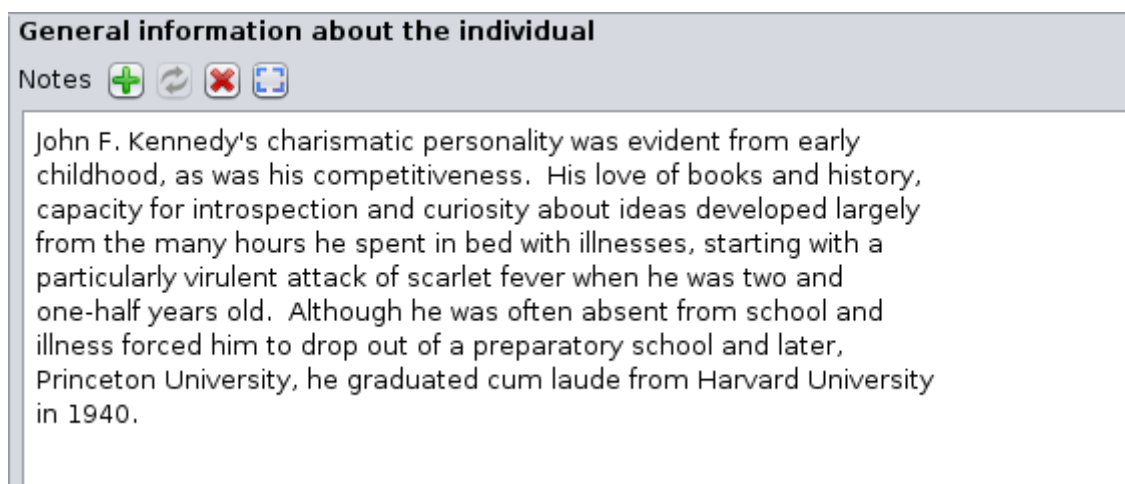 General information about the individual
Notes
John F. Kennedy's charismatic personality was evident from early
childhood, as was his competitiveness.  His love of books and history,
capacity for introspection and curiosity about ideas developed largely
from the many hours he spent in bed with illnesses, starting with a
particularly virulent attack of scarlet fever when he was two and
one-half years old.  Although he was often absent from school and
illness forced him to drop out of a preparatory school and later,
Princeton University, he graduated cum laude from Harvard University
in 1940.